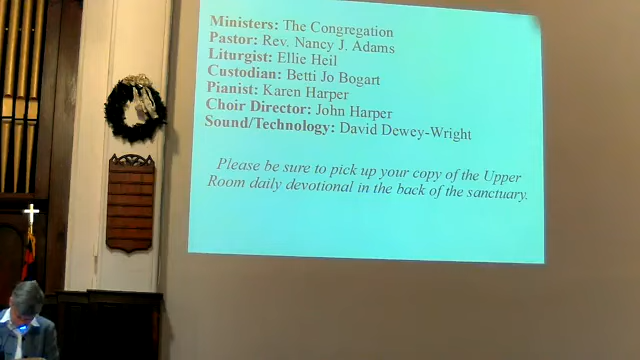 Ministers: The Congregation
Pastor: Rev. Nancy J. Adams
Liturgist: Ellie Heil
Custodian: Betti Jo Bogart
Pianist: Karen Harper
Choir Director: John Harper
Sound/Technology: David Dewey-Wright
Please be sure to pick up your copy of the Upper
Room daily devotional in the back of the sanctuary.